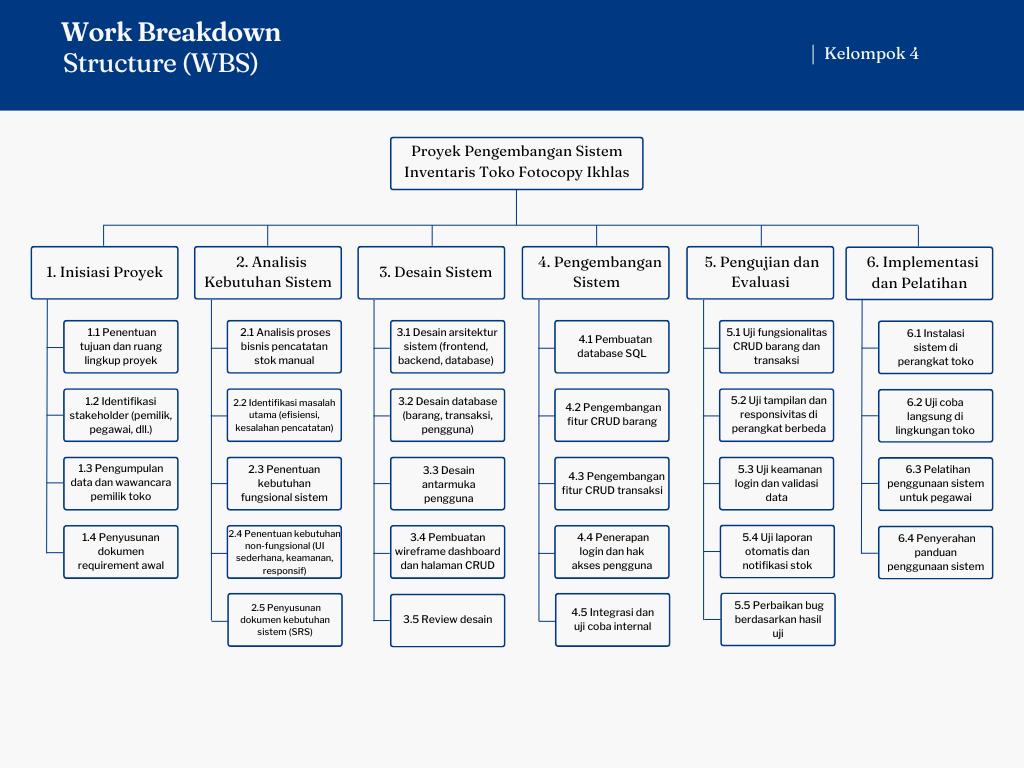 Work Breakdown
Structure (WBS)
Kelompok 4
Proyek Pengembangan Sistem
Inventaris Toko Fotocopy Ikhlas
1. Inisiasi Proyek
1.1 Penentuan
tujuan dan ruang
lingkup proyek
1.2 Identifikasi
stakeholder (pemilik,
pegawai, dll.)
1.3 Pengumpulan
data dan wawancara
pemilik toko
1.4 Penyusunan
dokumen
requirement awal
2. Analisis
Kebutuhan Sistem
2.1 Analisis proses
bisnis pencatatan
stok manual
2.2 Identifikasi masalah
utama (efisiensi,
kesalahan pencatatan)
2.3 Penentuan
kebutuhan
fungsional sistem
2.4 Penentuan kebutuhan
non-fungsional (UI
sederhana, keamanan,
responsif)
2.5 Penyusunan
dokumen kebutuhan
sistem (SRS)
3. Desain Sistem
3.1 Desain arsitektur
sistem (frontend,
backend, database)
3.2 Desain database
(barang, transaksi,
pengguna)
3.3 Desain
antarmuka
pengguna
3.4 Pembuatan
wireframe dashboard
dan halaman CRUD
3.5 Review desain
4. Pengembangan
Sistem
4.1 Pembuatan
database SQL
4.2 Pengembangan
fitur CRUD barang
4.3 Pengembangan
fitur CRUD transaksi
4.4 Penerapan
login dan hak
akses pengguna
4.5 Integrasi dan
uji coba internal
5. Pengujian dan
Evaluasi
5.1 Uji fungsionalitas
CRUD barang dan
transaksi
5.2 Uji tampilan dan
responsivitas di
perangkat berbeda
5.3 Uji keamanan
login dan validasi
data
5.4 Uji laporan
otomatis dan
notifikasi stok
5.5 Perbaikan bug
berdasarkan hasil
uji
6. Implementasi
dan Pelatihan
6.1 Instalasi
sistem di
perangkat toko
6.2 Uji coba
langsung di
lingkungan toko
6.3 Pelatihan
penggunaan sistem
untuk pegawai
6.4 Penyerahan
panduan
penggunaan sistem